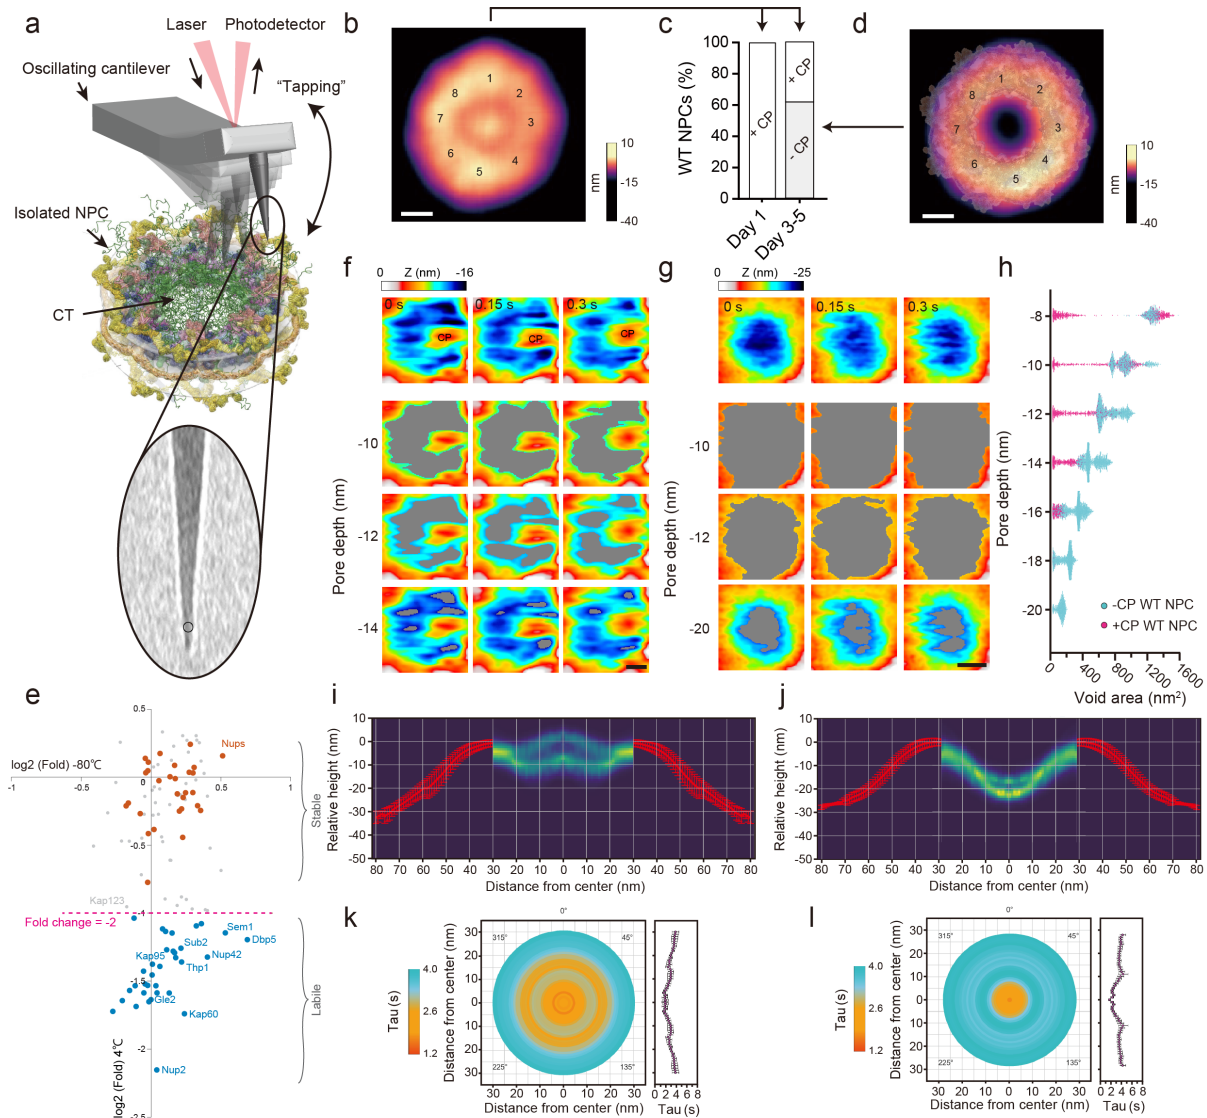 a
Laser
Photodetector
Oscillating cantilever
"Tapping"
Isolated NPC
CT
b
1
2
3
4
5
6
7
8
10
-15
-40
nm
c
100
80
60
40
20
0
WT NPCs (%)
+ CP
+ CP
- CP
Day 1
Day 3-5
d
1
2
3
4
5
6
7
8
10
-15
-40
nm
e
0.5
log2 (Fold) -80℃
-1
-0.5
0
0.5
1
-0.5
-1
-1.5
-2
-2.5
log2 (Fold) 4℃
Nups
Kap123
Fold change = -2
Sem1
Dbp5
Sub2
Kap95
Nup42
Thp1
Gle2
Kap60
Nup2
Stable
Labile
f
0 Z (nm) -16
0 s
0.15 s
0.3 s
CP
CP
CP
Pore depth (nm)
-10
-12
-14
g
0 Z (nm) -25
0 s
0.15 s
0.3 s
Pore depth (nm)
-10
-12
-20
h
-8
-10
-12
-14
-16
-18
-20
Pore depth (nm)
-CP WT NPC
+CP WT NPC
0
400
800
1200
1600
Void area (nm²)
i
Relative height (nm)
10
0
-10
-20
-30
-40
-50
80 70 60 50 40 30 20 10 0 10 20 30 40 50 60 70 80
Distance from center (nm)
j
Relative height (nm)
10
0
-10
-20
-30
-40
-50
80 70 60 50 40 30 20 10 0 10 20 30 40 50 60 70 80
Distance from center (nm)
k
0°
315°
45°
225°
135°
4.0
2.6
1.2
Tau (s)
Distance from center (nm)
30
20
10
0
10
20
30
30 20 10 0 10 20 30
Distance from center (nm)
0 2 4 6 8
Tau (s)
l
0°
315°
45°
225°
135°
4.0
2.6
1.2
Tau (s)
Distance from center (nm)
30
20
10
0
10
20
30
30 20 10 0 10 20 30
Distance from center (nm)
0 2 4 6 8
Tau (s)